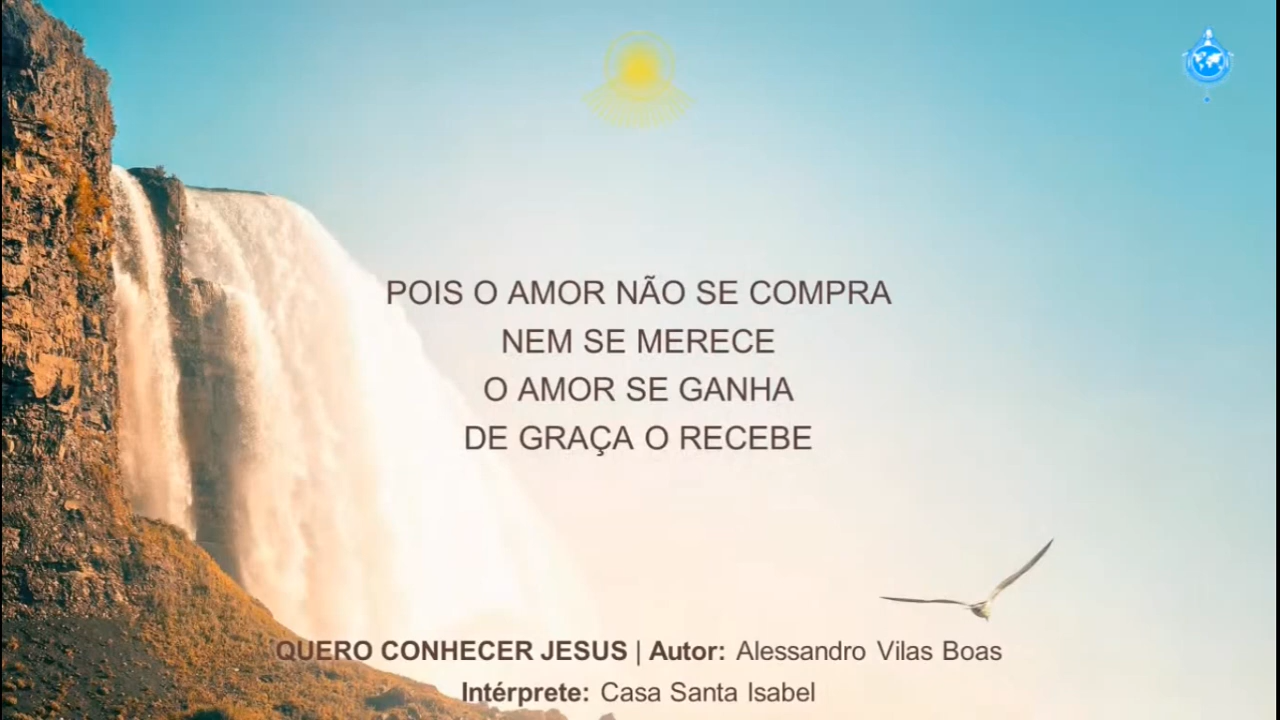 POIS O AMOR NÃO SE COMPRA
NEM SE MERECE
O AMOR SE GANHA
DE GRAÇA O RECEBE
QUERO CONHECER JESUS | Autor: Alessandro Vilas Boas
Intérprete: Casa Santa Isabel